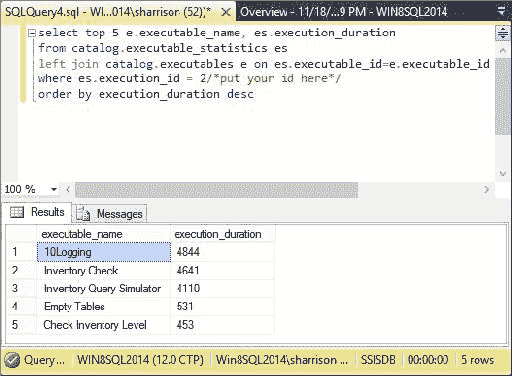 SQLQuery4.sql - WI...014\sharrison (52))* Overview - 11/18/...9 PM - WIN8SQL2014
select top 5 e.executable_name, es.execution_duration
from catalog.executable_statistics es
left join catalog.executables e on es.executable_id=e.executable_id
where es.execution_id = 2/*put your id here*/
order by execution_duration desc
100 %
Results Messages
executable_name execution_duration
1 10Logging 4844
2 Inventory Check 4641
3 Inventory Query Simulator 4110
4 Empty Tables 531
5 Check Inventory Level 453
Query... WIN8SQL2014 (12.0 CTP) Win8SQL2014\sharrison ... SSISDB 00:00:00 5 rows